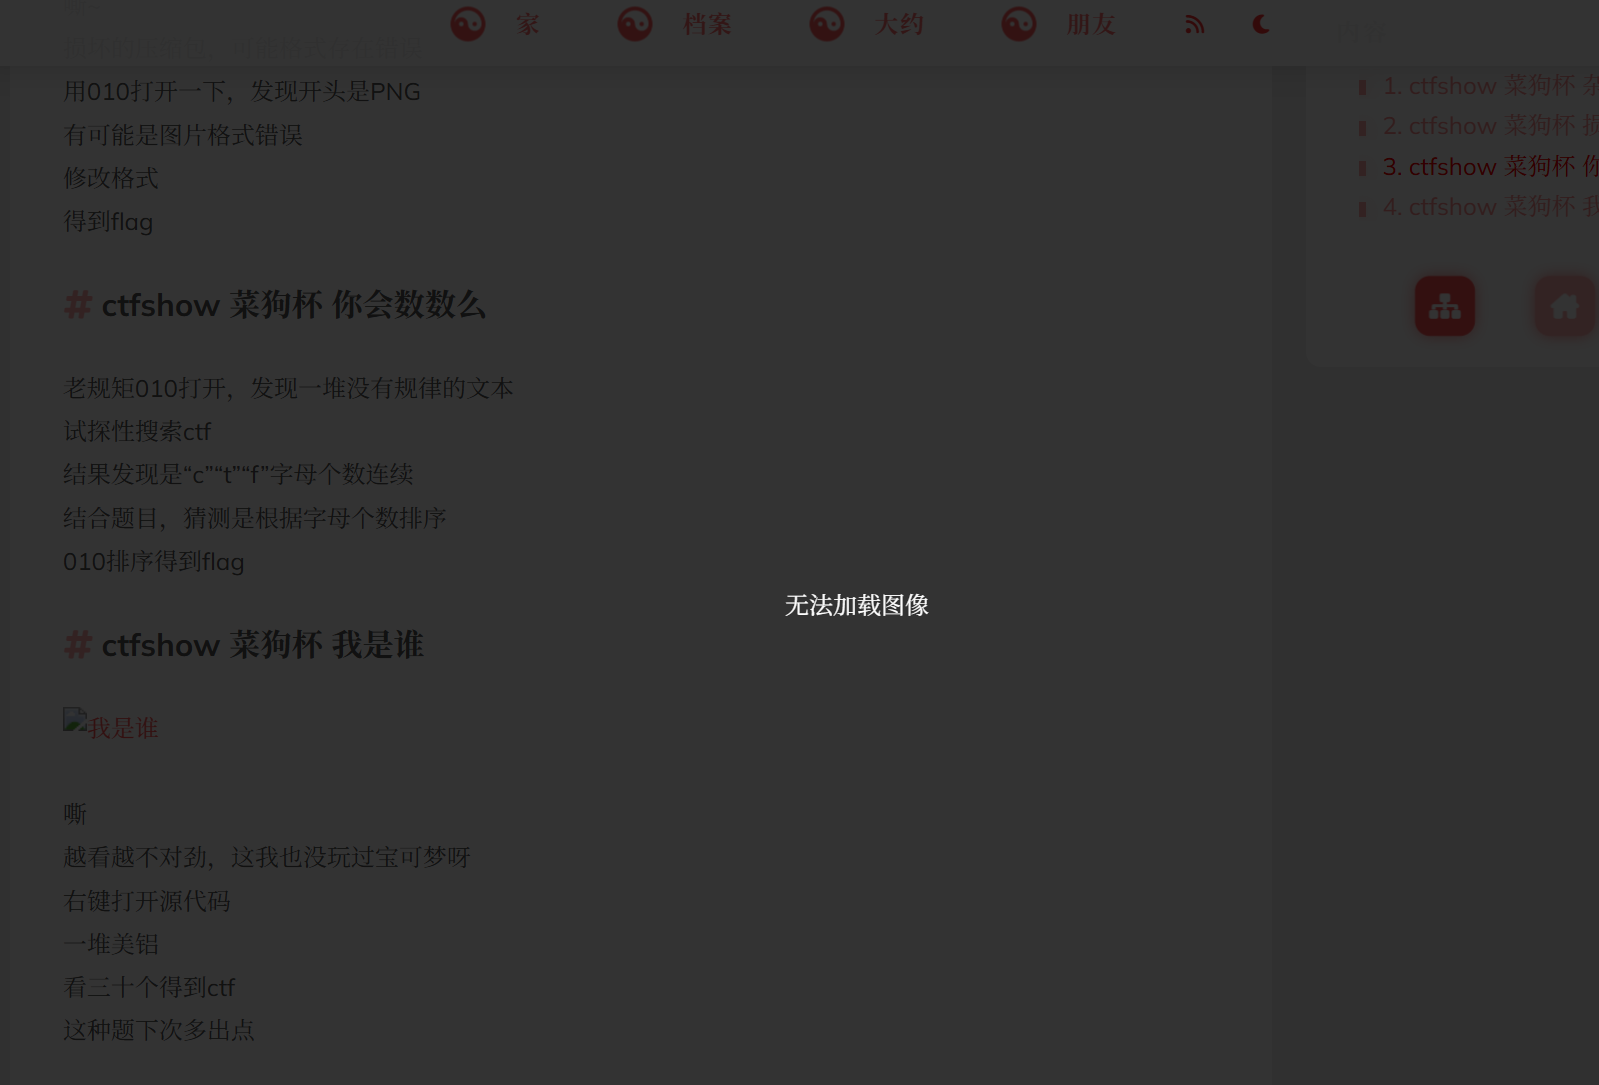 家 档案 大约 朋友
用010打开一下，发现开头是PNG
有可能是图片格式错误
修改格式
得到flag
# ctfshow 菜狗杯 你会数数么
老规矩010打开，发现一堆没有规律的文本
试探性搜索ctf
结果发现是“c”“t”“f”字母个数连续
结合题目，猜测是根据字母个数排序
010排序得到flag
无法加载图像
# ctfshow 菜狗杯 我是谁
我是谁
嘶
越看越不对劲，这我也没玩过宝可梦呀
右键打开源代码
一堆美铝
看三十个得到ctf
这种题下次多出点
1. ctfshow 菜狗杯 杂
2. ctfshow 菜狗杯 损
3. ctfshow 菜狗杯 你
4. ctfshow 菜狗杯 我